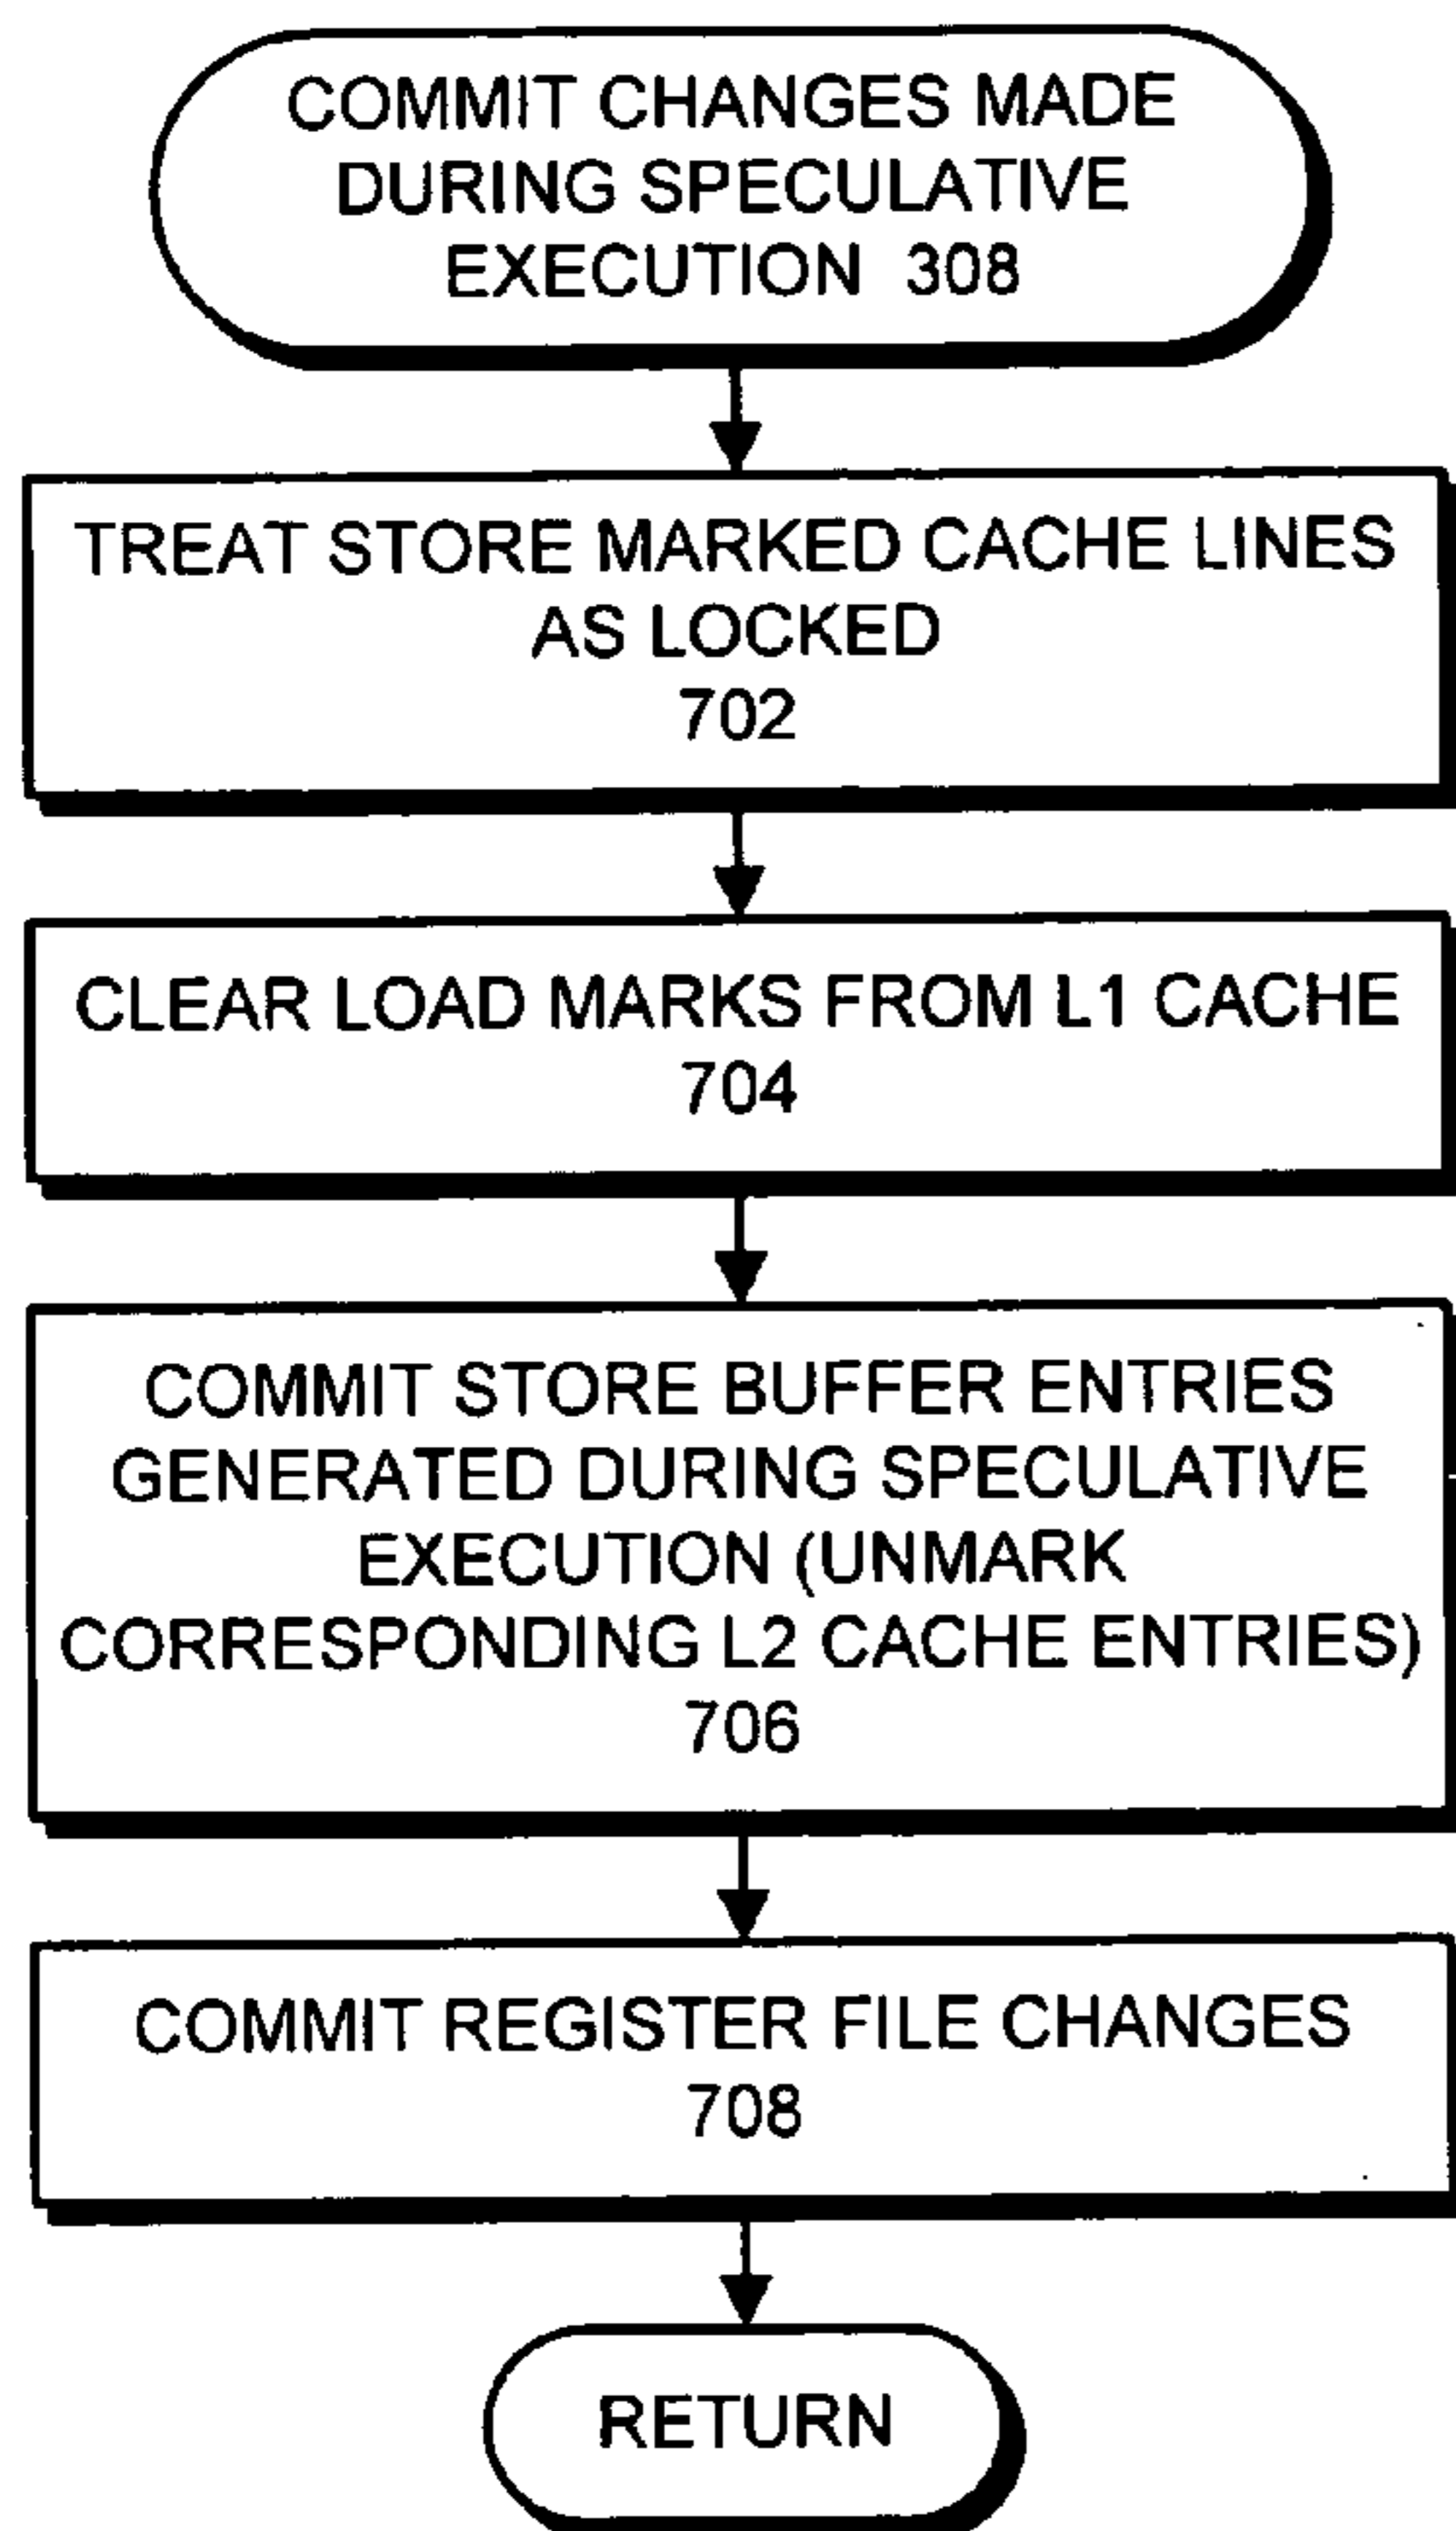 COMMIT CHANGES MADE
DURING SPECULATIVE
EXECUTION 308
TREAT STORE MARKED CACHE LINES
AS LOCKED
702
CLEAR LOAD MARKS FROM L1 CACHE
704
COMMIT STORE BUFFER ENTRIES
GENERATED DURING SPECULATIVE
EXECUTION (UNMARK
CORRESPONDING L2 CACHE ENTRIES)
706
COMMIT REGISTER FILE CHANGES
708
RETURN